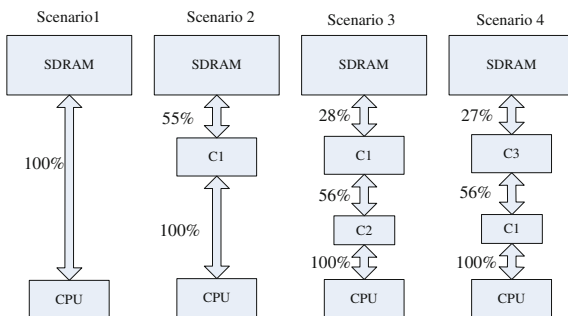 Scenario1
Scenario 2
Scenario 3
Scenario 4
SDRAM
SDRAM
SDRAM
SDRAM
55%
28%
27%
C1
C1
C3
100%
56%
56%
100%
C2
C1
100%
100%
CPU
CPU
CPU
CPU